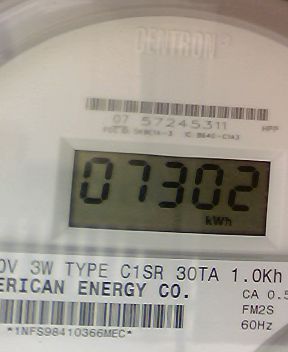 CENTRON®
07 57245311
07302
kWh
0V 3W TYPE C1SR 30TA 1.0Kh
ERICAN ENERGY CO.
CA 0.5
FM2S
*1NFS98410366MEC*
60Hz